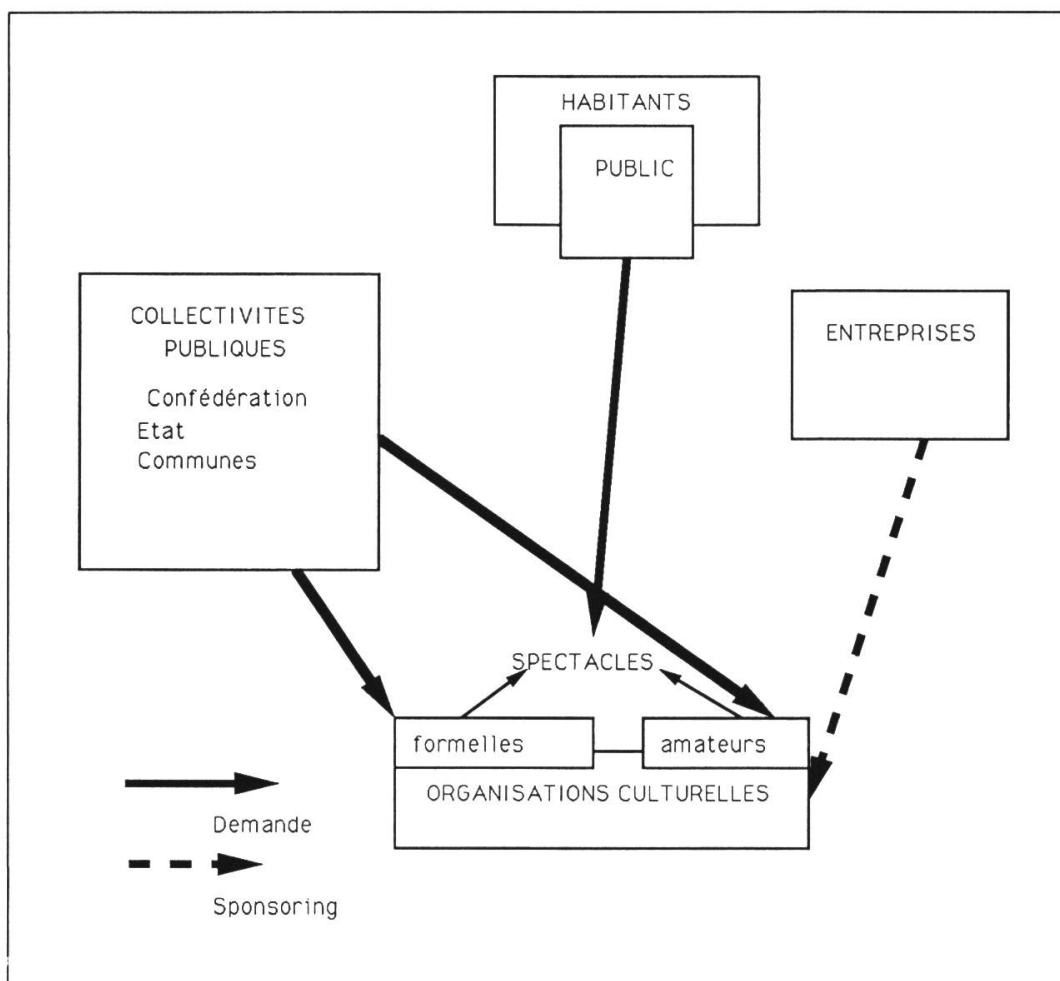 HABITANTS
PUBLIC
COLLECTIVITES
PUBLIQUES
Confédération
Etat
Communes
ENTREPRISES
SPECTACLES
formelles
amateurs
ORGANISATIONS CULTURELLES
Demande
Sponsoring